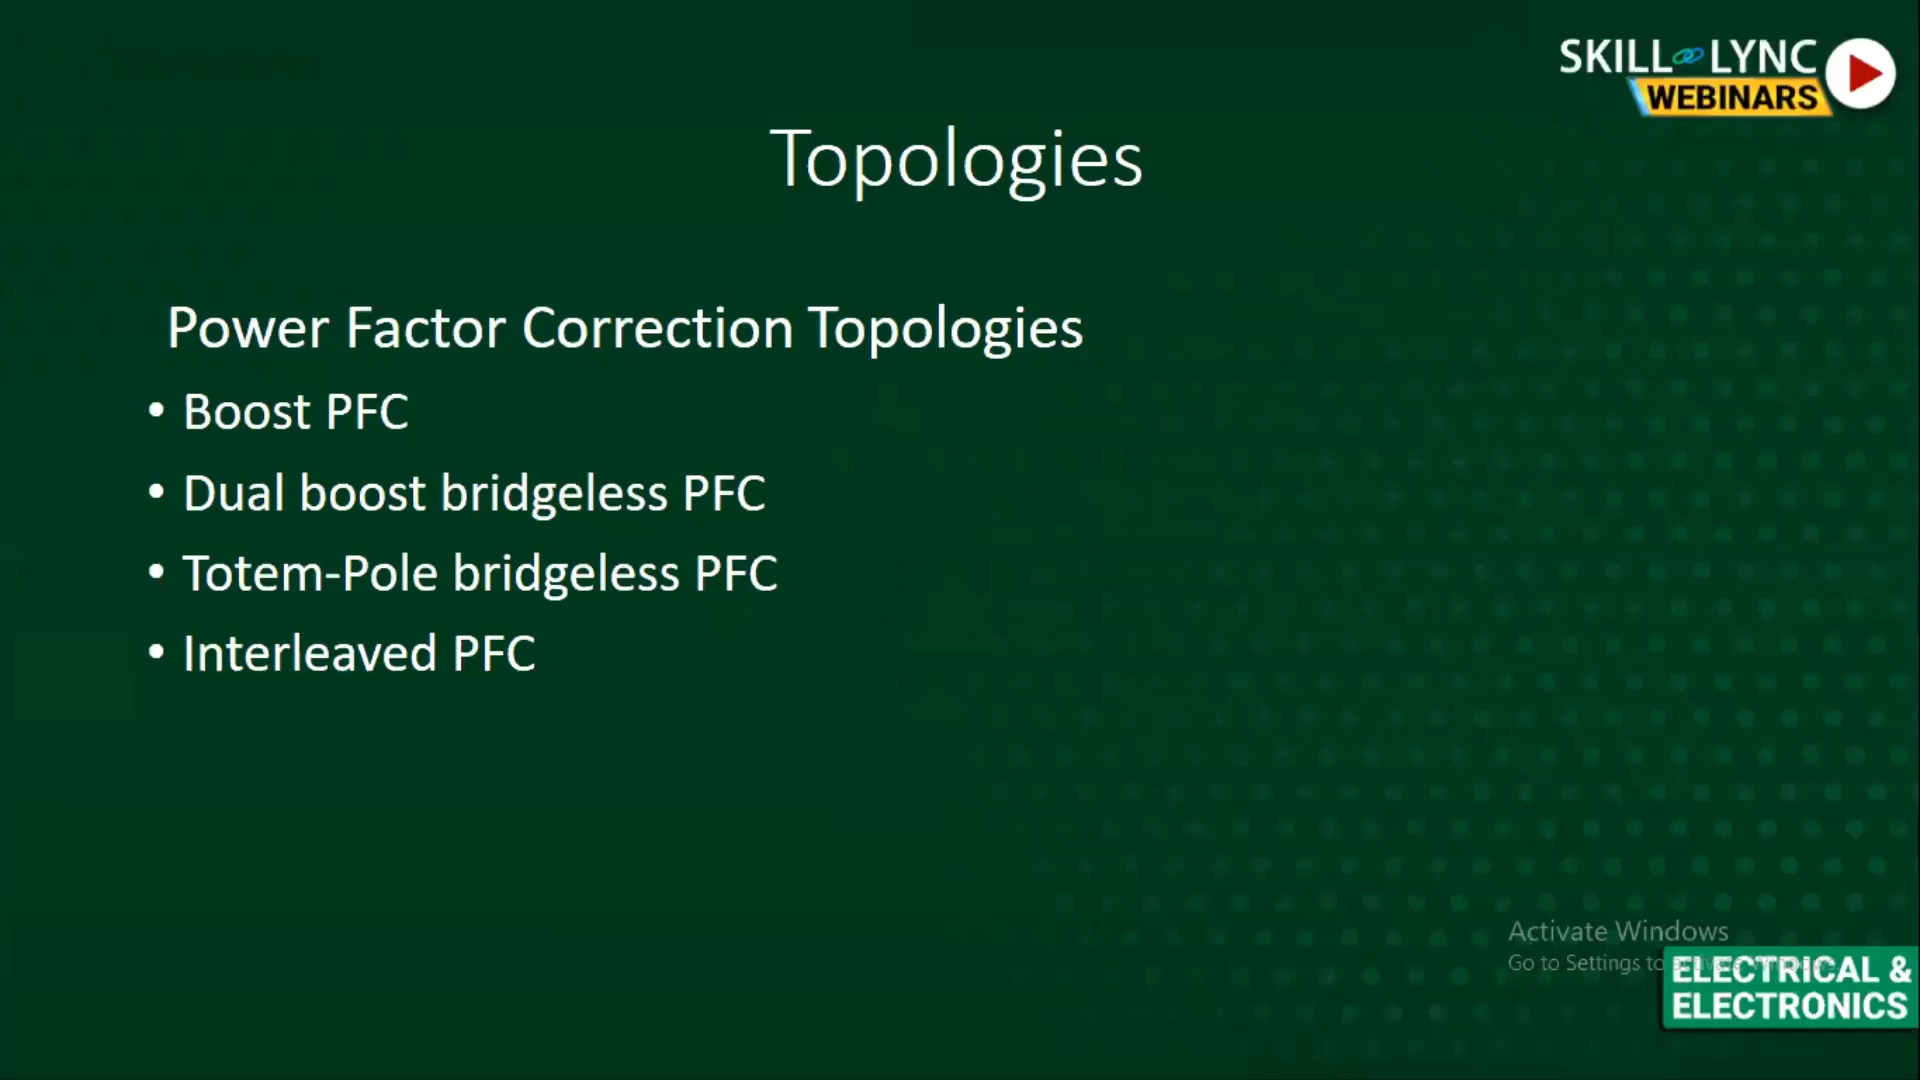 SKILL LYNC
WEBINARS
Topologies
Power Factor Correction Topologies
• Boost PFC
• Dual boost bridgeless PFC
• Totem-Pole bridgeless PFC
• Interleaved PFC
Activate Windows
Go to Settings to
ELECTRICAL &
ELECTRONICS